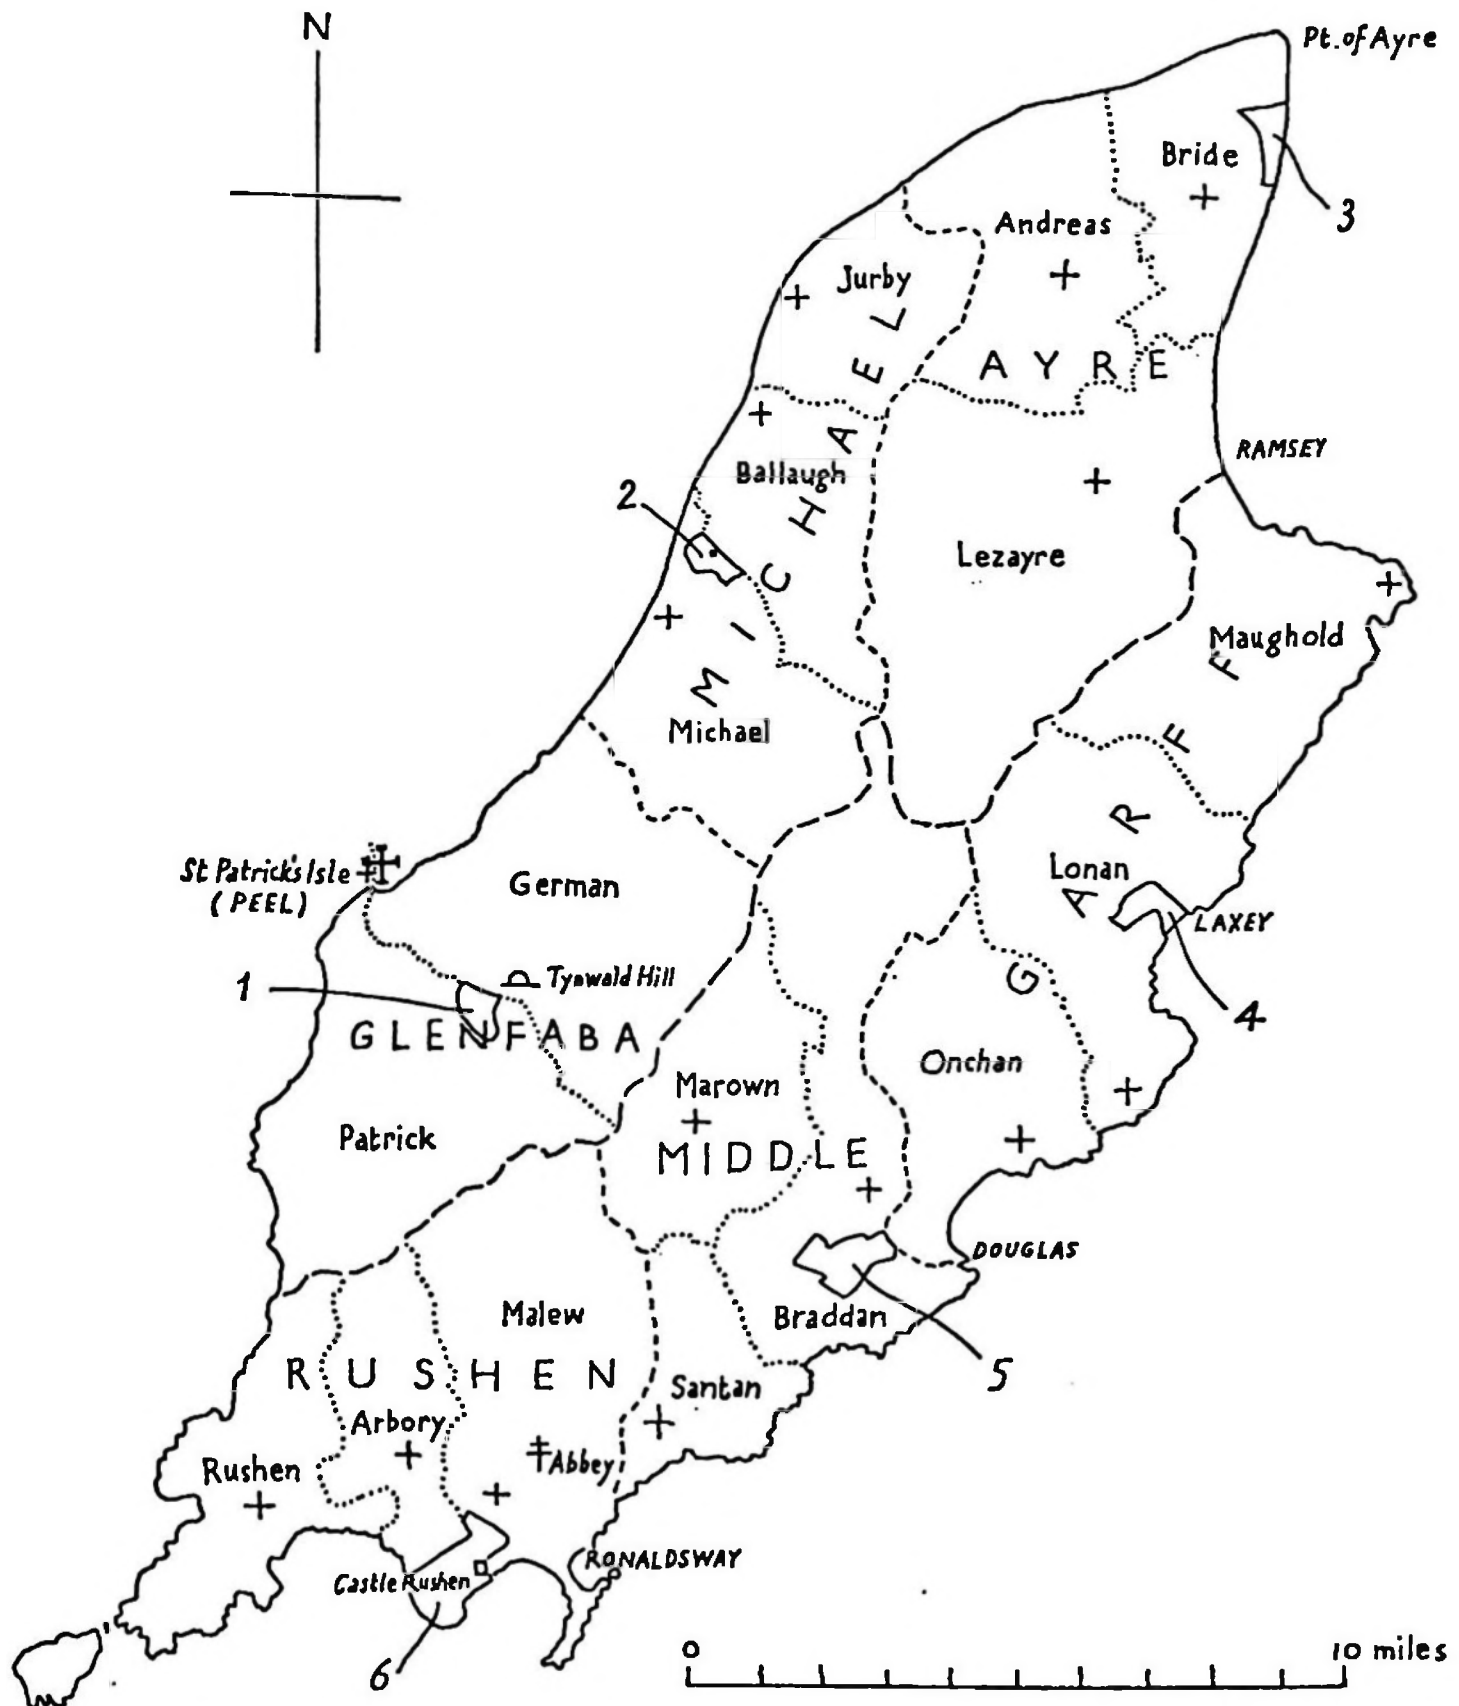 N
Pt. of Ayre
Bride
3
Andreas
Jurby
AYRE
RAMSEY
Ballaugh
2
MICHAEL
Lezayre
Maughold
Michael
St Patrick's Isle
(PEEL)
German
Lonan
LAXEY
GARFF
1
Tynwald Hill
4
GLENFABA
Onchan
Marown
Patrick
MIDDLE
DOUGLAS
Malew
Braddan
RUSHEN
5
Santan
Arbory
Rushen
Abbey
RONALDSWAY
Castle Rushen
6
0 10 miles